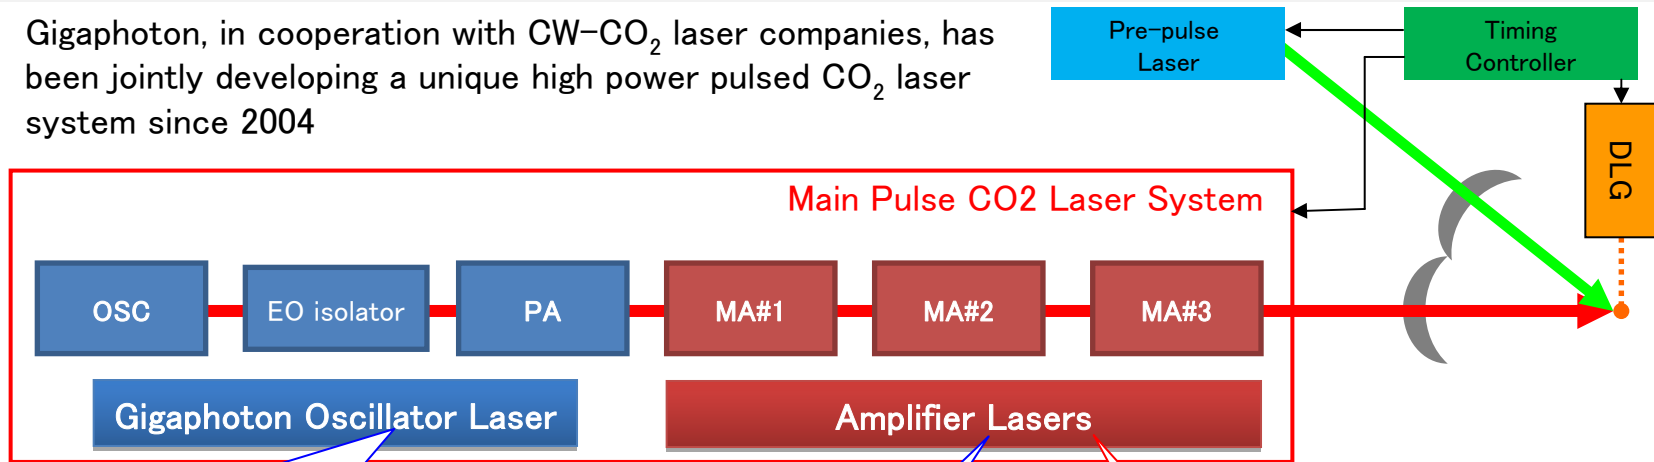 Gigaphoton, in cooperation with CW-CO₂ laser companies, has
been jointly developing a unique high power pulsed CO₂ laser
system since 2004
Pre-pulse
Laser
Timing
Controller
DLG
Main Pulse CO2 Laser System
OSC
EO isolator
PA
MA#1
MA#2
MA#3
Gigaphoton Oscillator Laser
Amplifier Lasers